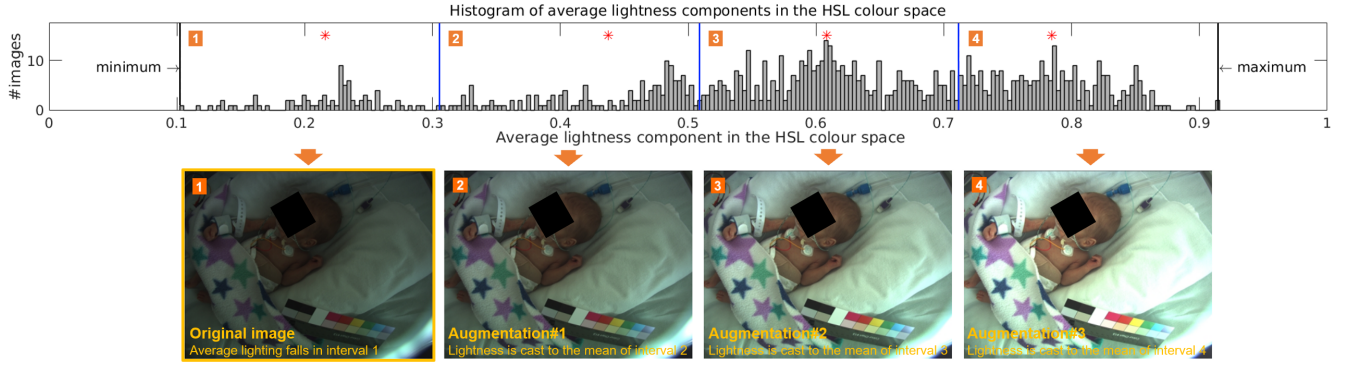 Histogram of average lightness components in the HSL colour space
#images
10
0
minimum
maximum
1
2
3
4
0 0.1 0.2 0.3 0.4 0.5 0.6 0.7 0.8 0.9 1
Average lightness component in the HSL colour space
1
Original image
Average lighting falls in interval 1
2
Augmentation#1
Lightness is cast to the mean of interval 2
3
Augmentation#2
Lightness is cast to the mean of interval 3
4
Augmentation#3
Lightness is cast to the mean of interval 4